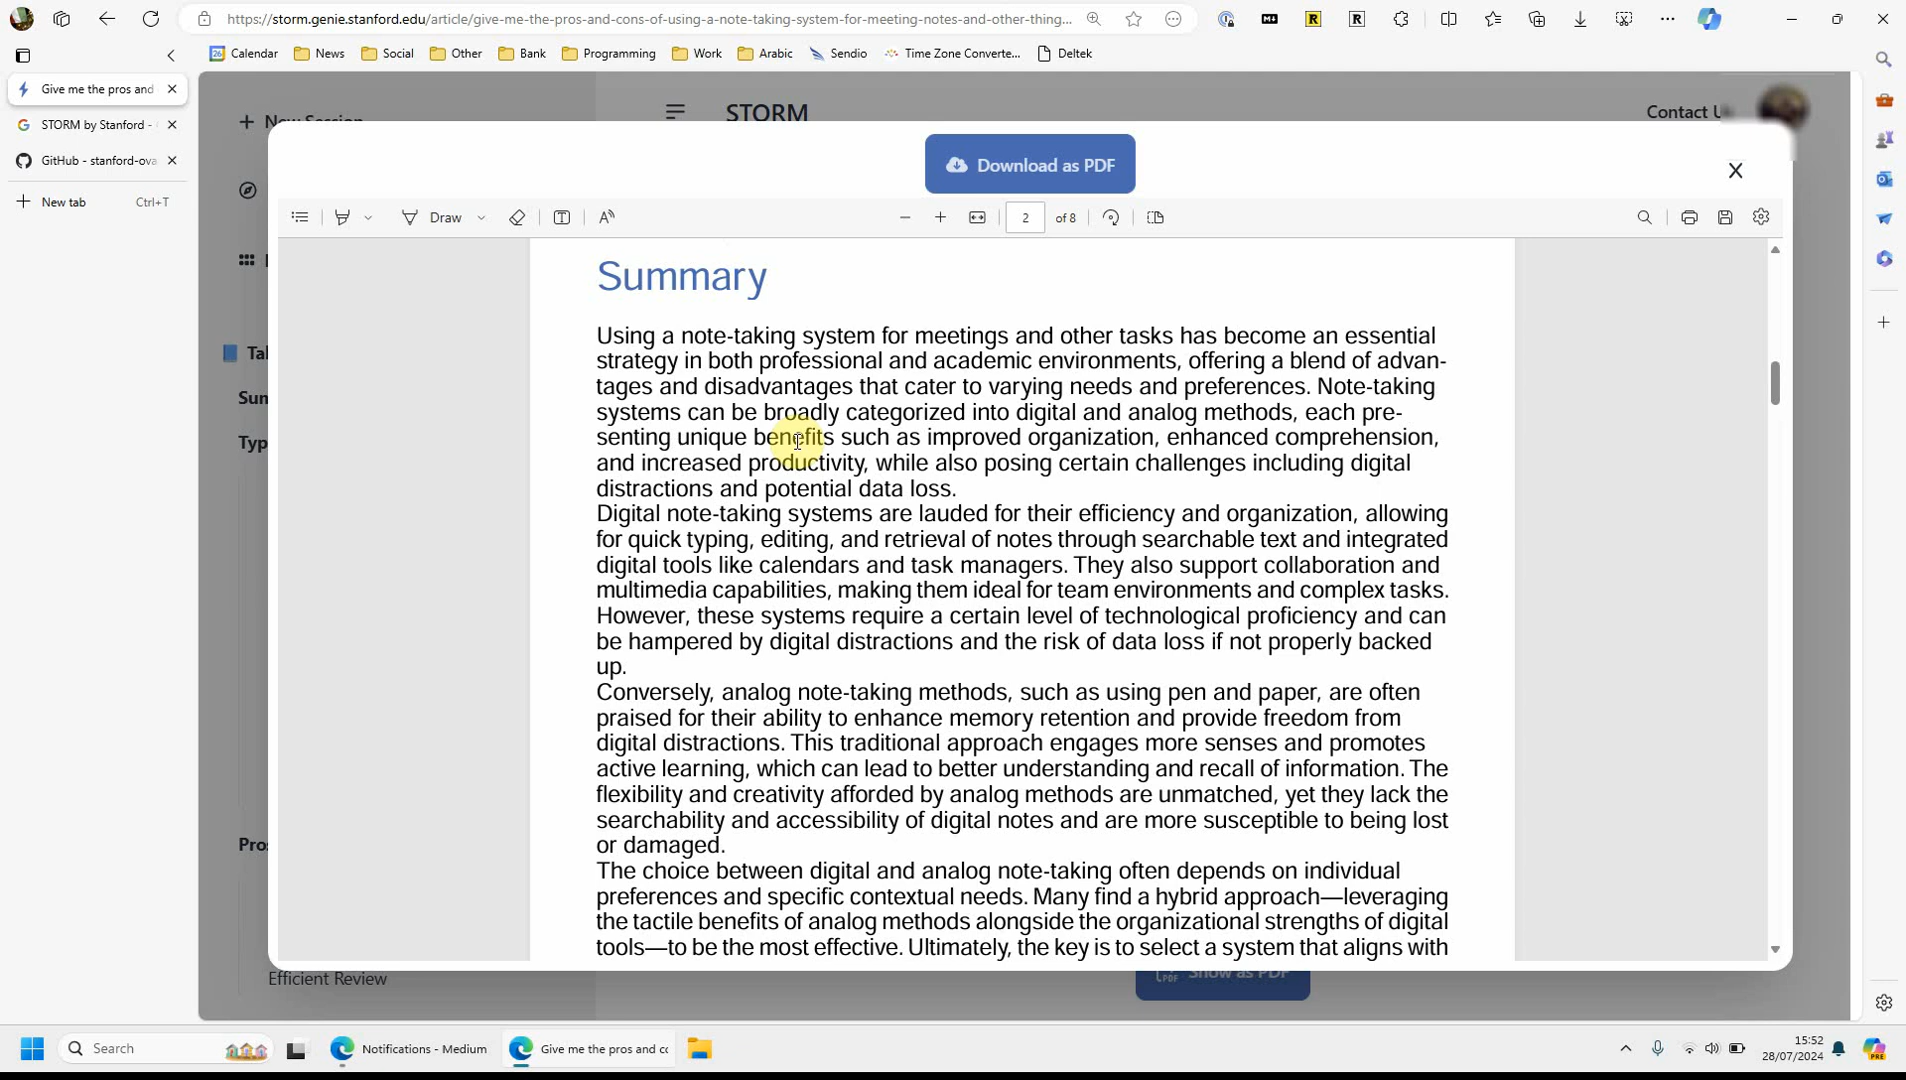 https://storm.genie.stanford.edu/article/give-me-the-pros-and-cons-of-using-a-note-taking-system-for-meeting-notes-and-other-thing...
Calendar News Social Other Bank Programming Work Arabic Sendio Time Zone Converte... Deltek
Give me the pros and
STORM by Stanford -
GitHub - stanford-ova
New tab Ctrl+T
New Session
STORM
Contact U
Download as PDF
X
Draw
2 of 8
Summary
Using a note-taking system for meetings and other tasks has become an essential
strategy in both professional and academic environments, offering a blend of advan-
tages and disadvantages that cater to varying needs and preferences. Note-taking
systems can be broadly categorized into digital and analog methods, each pre-
senting unique benefits such as improved organization, enhanced comprehension,
and increased productivity, while also posing certain challenges including digital
distractions and potential data loss.
Digital note-taking systems are lauded for their efficiency and organization, allowing
for quick typing, editing, and retrieval of notes through searchable text and integrated
digital tools like calendars and task managers. They also support collaboration and
multimedia capabilities, making them ideal for team environments and complex tasks.
However, these systems require a certain level of technological proficiency and can
be hampered by digital distractions and the risk of data loss if not properly backed
up.
Conversely, analog note-taking methods, such as using pen and paper, are often
praised for their ability to enhance memory retention and provide freedom from
digital distractions. This traditional approach engages more senses and promotes
active learning, which can lead to better understanding and recall of information. The
flexibility and creativity afforded by analog methods are unmatched, yet they lack the
searchability and accessibility of digital notes and are more susceptible to being lost
or damaged.
The choice between digital and analog note-taking often depends on individual
preferences and specific contextual needs. Many find a hybrid approach—leveraging
the tactile benefits of analog methods alongside the organizational strengths of digital
tools—to be the most effective. Ultimately, the key is to select a system that aligns with
Tal
Sun
Typ
Pros
Efficient Review
Show as PDF
Search
Notifications - Medium
Give me the pros and cc
15:52
28/07/2024